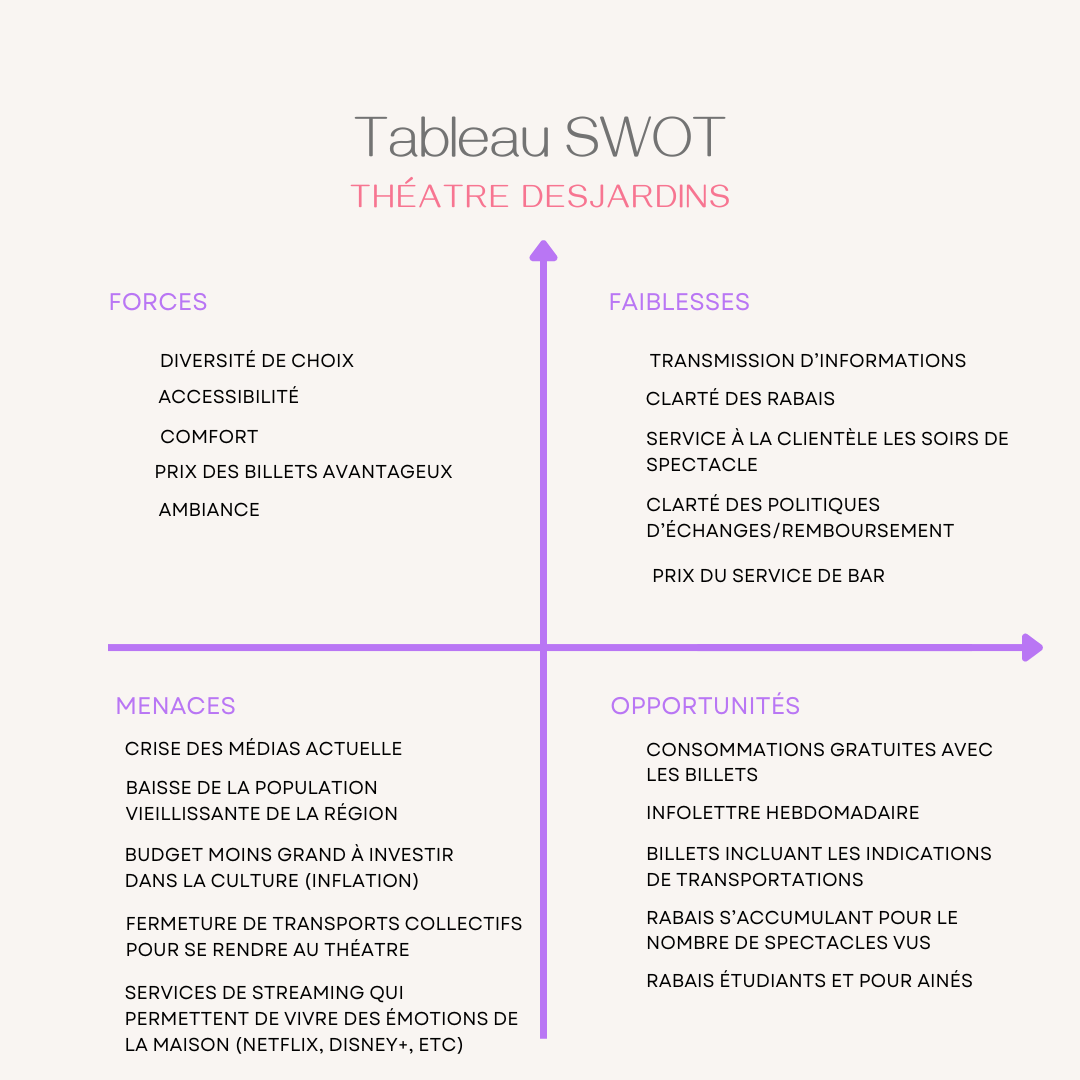 Tableau SWOT
THÉATRE DESJARDINS
FORCES
DIVERSITÉ DE CHOIX
ACCESSIBILITÉ
COMFORT
PRIX DES BILLETS AVANTAGEUX
AMBIANCE
FAIBLESSES
TRANSMISSION D'INFORMATIONS
CLARTÉ DES RABAIS
SERVICE À LA CLIENTÈLE LES SOIRS DE
SPECTACLE
CLARTÉ DES POLITIQUES
D'ÉCHANGES/REMBOURSEMENT
PRIX DU SERVICE DE BAR
MENACES
CRISE DES MÉDIAS ACTUELLE
BAISSE DE LA POPULATION
VIEILLISSANTE DE LA RÉGION
BUDGET MOINS GRAND À INVESTIR
DANS LA CULTURE (INFLATION)
FERMETURE DE TRANSPORTS COLLECTIFS
POUR SE RENDRE AU THÉATRE
SERVICES DE STREAMING QUI
PERMETTENT DE VIVRE DES ÉMOTIONS DE
LA MAISON (NETFLIX, DISNEY+, ETC)
OPPORTUNITÉS
CONSOMMATIONS GRATUITES AVEC
LES BILLETS
INFOLETTRE HEBDOMADAIRE
BILLETS INCLUANT LES INDICATIONS
DE TRANSPORTATIONS
RABAIS S'ACCUMULANT POUR LE
NOMBRE DE SPECTACLES VUS
RABAIS ÉTUDIANTS ET POUR AINÉS